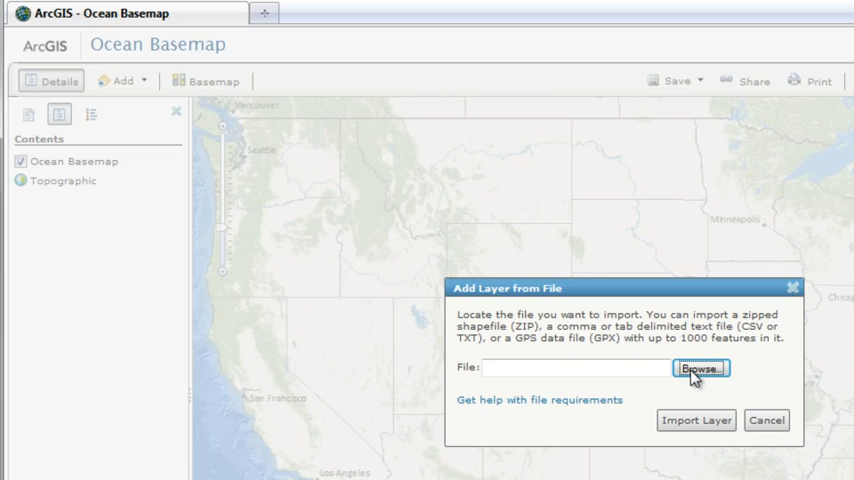 ArcGIS - Ocean Basemap
ArcGIS
Ocean Basemap
Details
Add
Basemap
Save
Share
Print
Contents
Ocean Basemap
Topographic
Vancouver
Seattle
Minneapolis
Chica
San Francisco
Los Angeles
Add Layer from File
Locate the file you want to import. You can import a zipped
shapefile (ZIP), a comma or tab delimited text file (CSV or
TXT), or a GPS data file (GPX) with up to 1000 features in it.
File:
Browse...
Get help with file requirements
Import Layer
Cancel